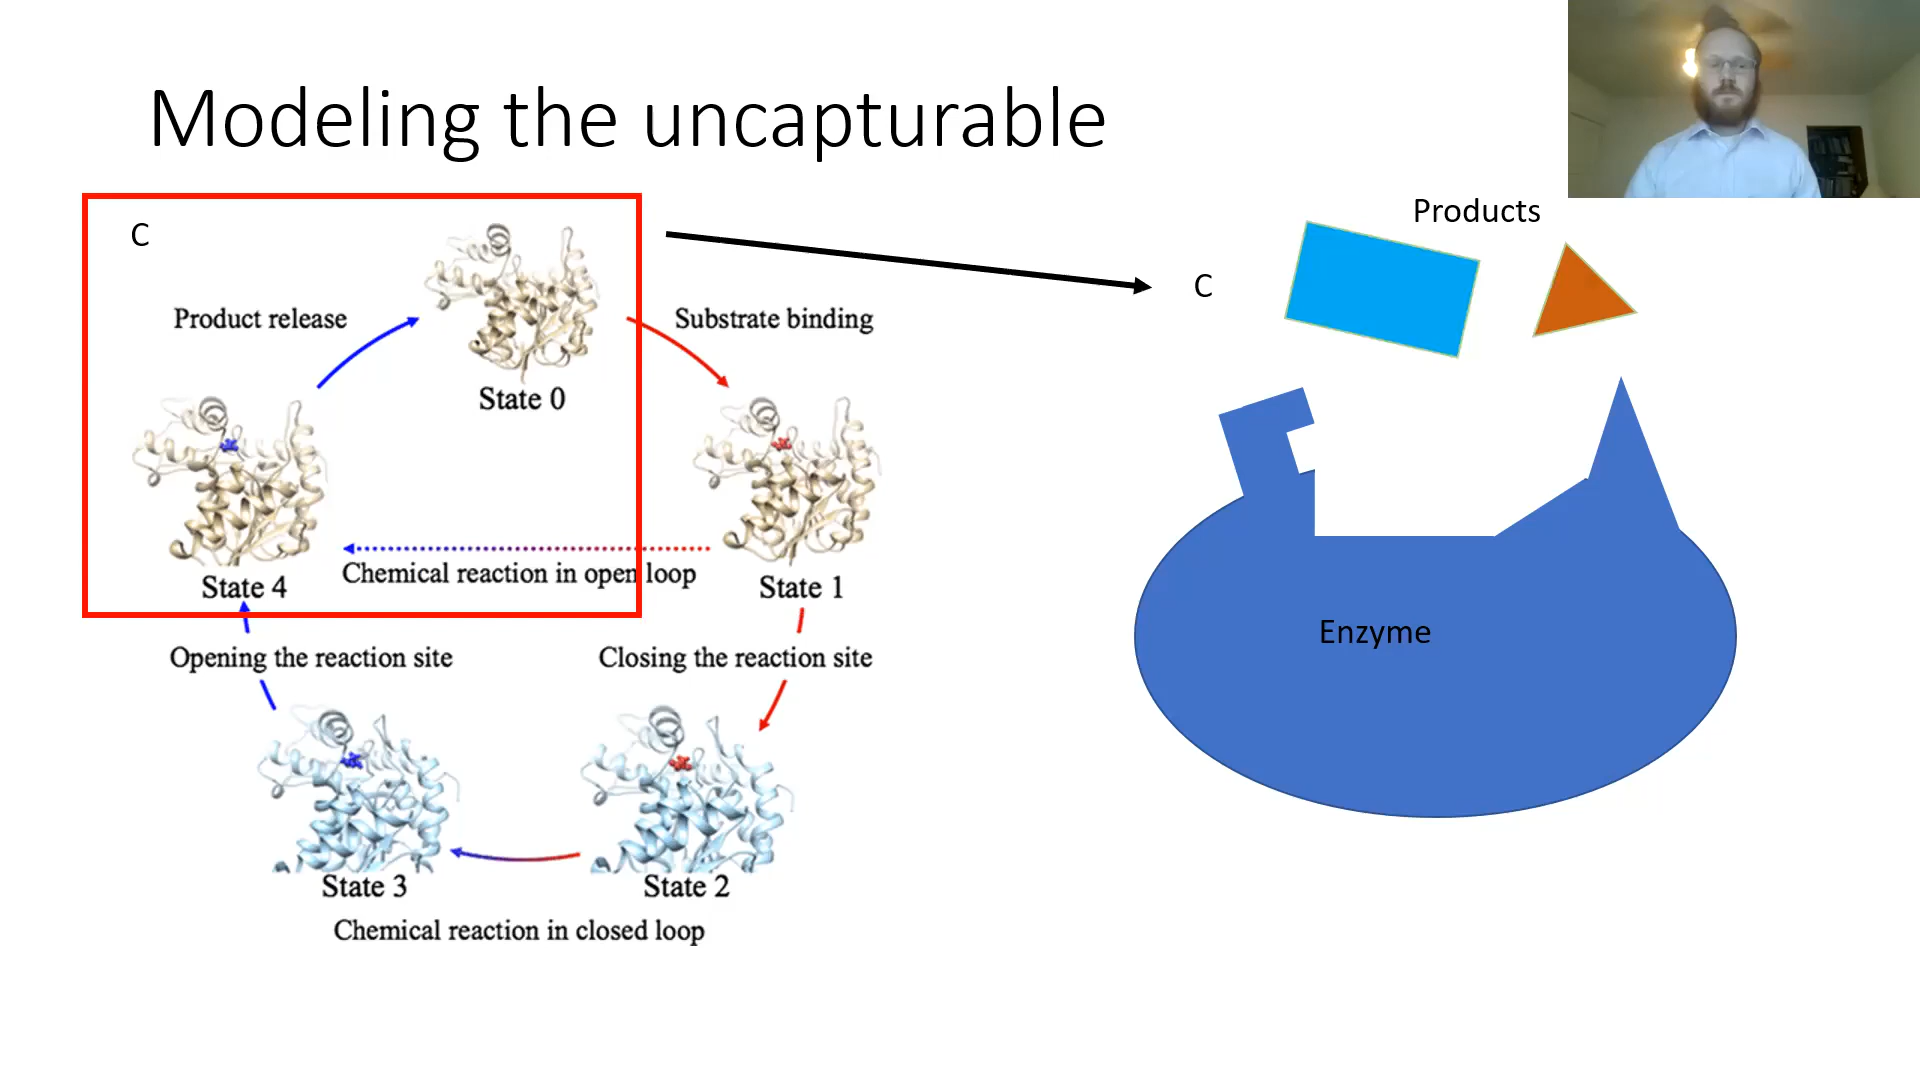 Modeling the uncapturable
C
Product release
State 0
Substrate binding
State 4
Chemical reaction in open loop
State 1
Opening the reaction site
Closing the reaction site
State 3
State 2
Chemical reaction in closed loop
Products
C
Enzyme